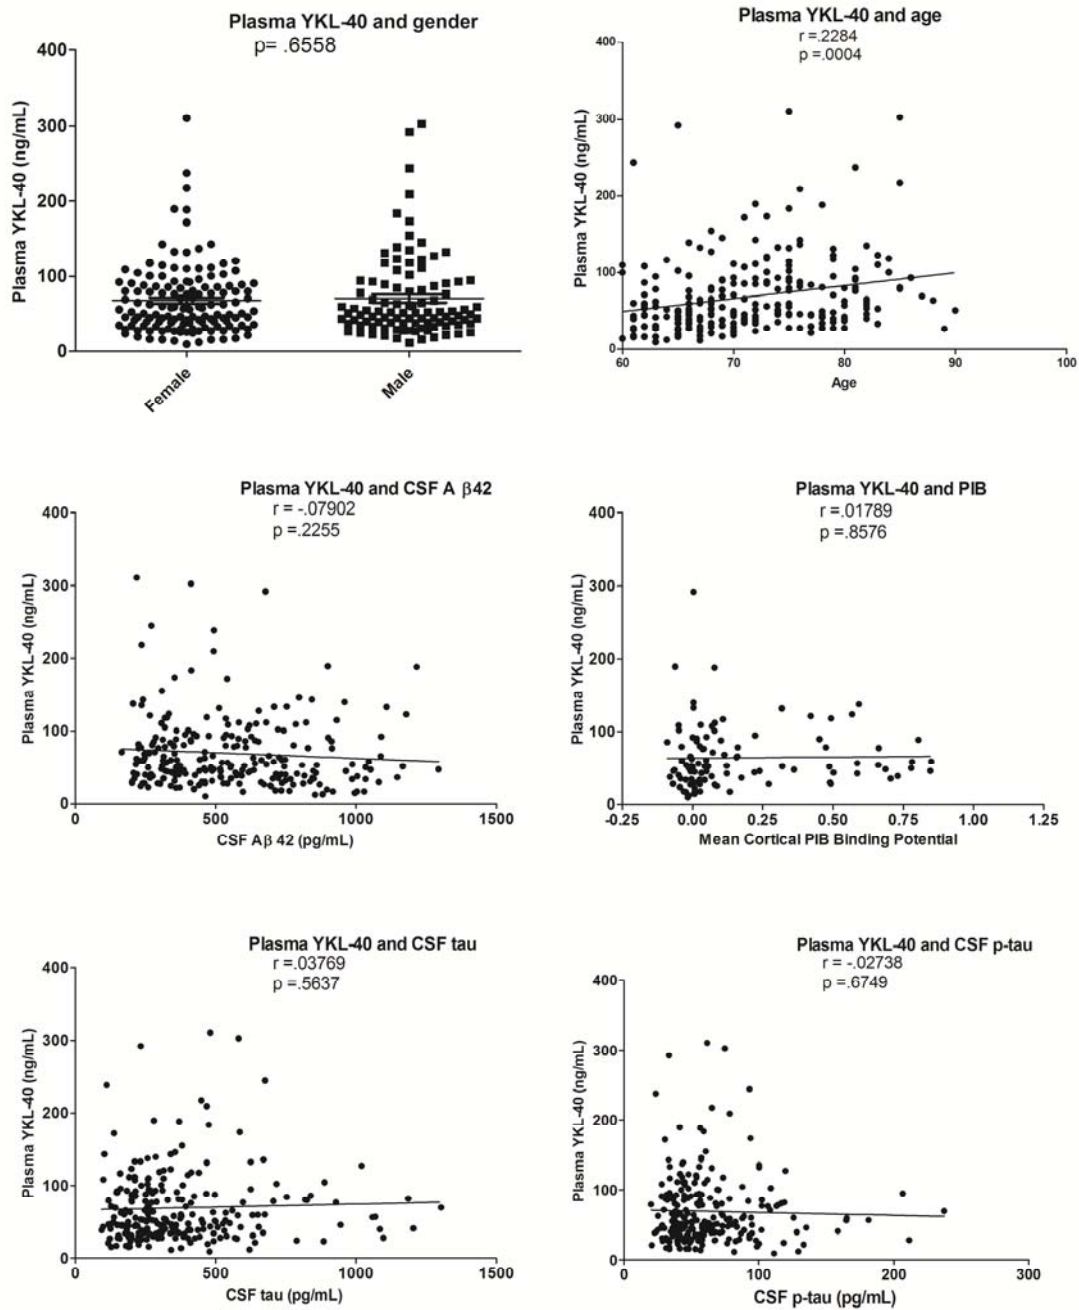 Plasma YKL-40 and gender
p= .6558
Plasma YKL-40 (ng/mL)
400
300
200
100
0
Female
Male
Plasma YKL-40 and age
r =.2284
p =.0004
Plasma YKL-40 (ng/mL)
400
300
200
100
0
60
70
80
90
100
Age
Plasma YKL-40 and CSF A β42
r = -.07902
p =.2255
Plasma YKL-40 (ng/mL)
400
300
200
100
0
0
500
1000
1500
CSF Aβ 42 (pg/mL)
Plasma YKL-40 and PIB
r =.01789
p =.8576
Plasma YKL-40 (ng/mL)
400
300
200
100
0
-0.25
0.00
0.25
0.50
0.75
1.00
1.25
Mean Cortical PIB Binding Potential
Plasma YKL-40 and CSF tau
r =.03769
p =.5637
Plasma YKL-40 (ng/mL)
400
300
200
100
0
0
500
1000
1500
CSF tau (pg/mL)
Plasma YKL-40 and CSF p-tau
r = -.02738
p =.6749
Plasma YKL-40 (ng/mL)
400
300
200
100
0
0
100
200
300
CSF p-tau (pg/mL)